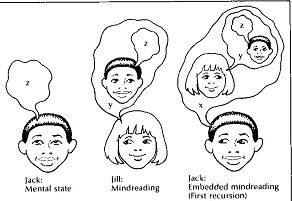 z
z
z
y
y
x
Jack:
Mental state
Jill:
Mindreading
Jack:
Embedded mindreading
(First recursion)